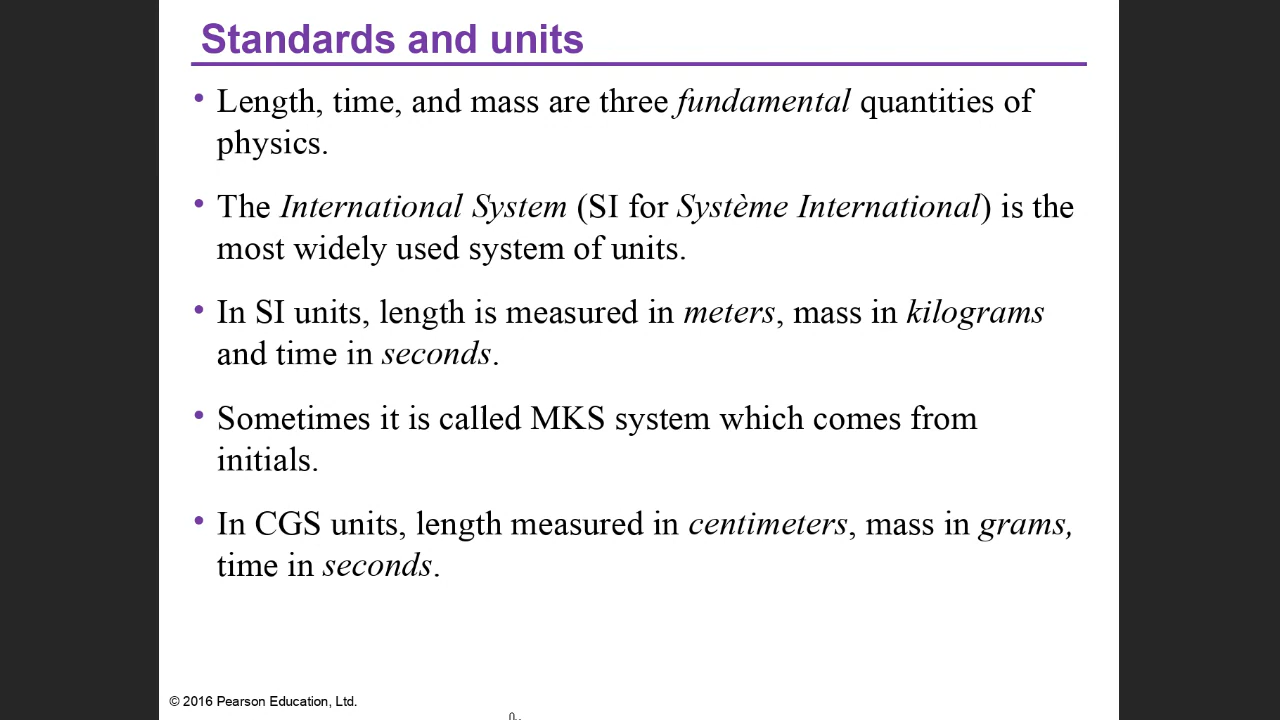 Standards and units
• Length, time, and mass are three fundamental quantities of
physics.
• The International System (SI for Système International) is the
most widely used system of units.
• In SI units, length is measured in meters, mass in kilograms
and time in seconds.
• Sometimes it is called MKS system which comes from
initials.
• In CGS units, length measured in centimeters, mass in grams,
time in seconds.
© 2016 Pearson Education, Ltd.